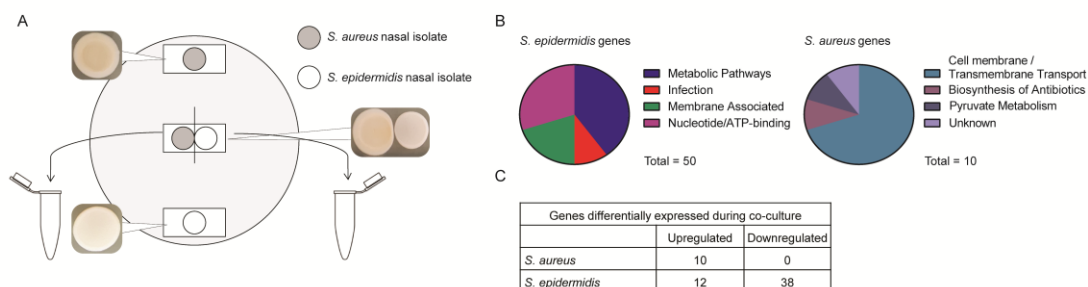 A
S. aureus nasal isolate
S. epidermidis nasal isolate
B
S. epidermidis genes
Metabolic Pathways
Infection
Membrane Associated
Nucleotide/ATP-binding
Total = 50
S. aureus genes
Cell membrane /
Transmembrane Transport
Biosynthesis of Antibiotics
Pyruvate Metabolism
Unknown
Total = 10
C
Genes differentially expressed during co-culture
Upregulated Downregulated
S. aureus 10 0
S. epidermidis 12 38